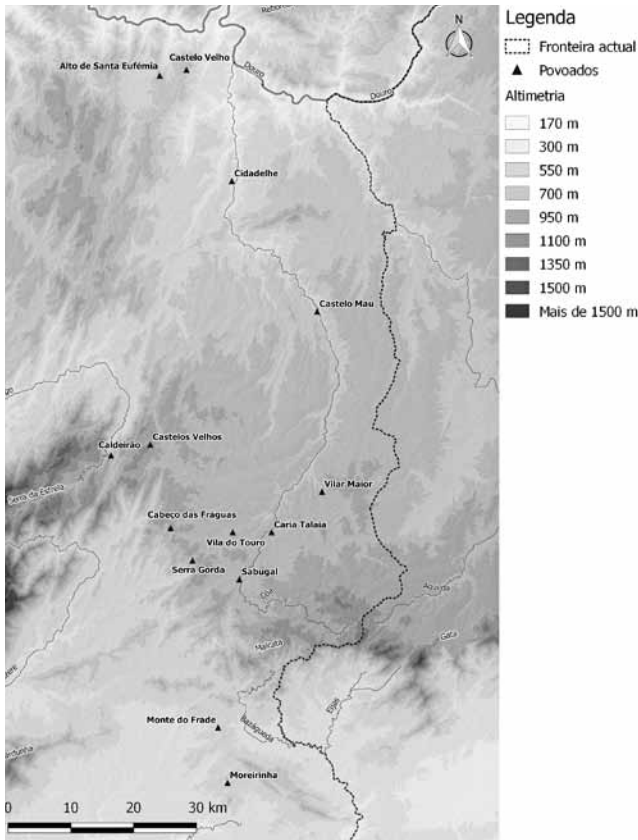 Rebord
N
Castelo Velho
Alto de Santa Eufémia
Douro
Douro
Cidadelhe
Castelo Mau
Castelos Velhos
Caldeirão
Serra da Estrela
Vilar Maior
Cabeço das Fráguas
Caria Talaia
Vila do Touro
Serra Gorda
Sabugal
Côa
Águeda
Malcata
Gata
Monte do Frade
Bazágueda
Elgas
Moreirinha
0 10 20 30 km
Legenda
Fronteira actual
Povoados
Altimetria
170 m
300 m
550 m
700 m
950 m
1100 m
1350 m
1500 m
Mais de 1500 m